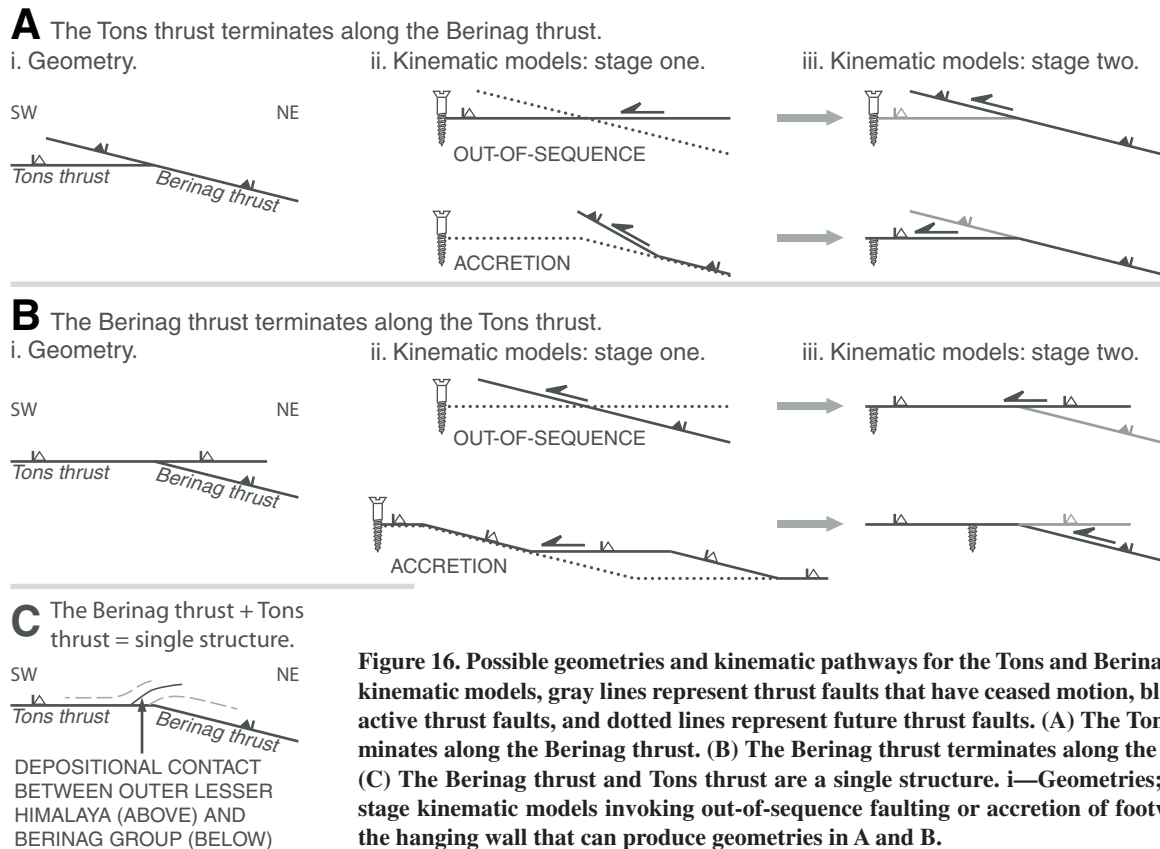 A The Tons thrust terminates along the Berinag thrust.
i. Geometry.
ii. Kinematic models: stage one.
iii. Kinematic models: stage two.
SW
NE
Tons thrust
Berinag thrust
OUT-OF-SEQUENCE
ACCRETION
B The Berinag thrust terminates along the Tons thrust.
i. Geometry.
ii. Kinematic models: stage one.
iii. Kinematic models: stage two.
SW
NE
Tons thrust
Berinag thrust
OUT-OF-SEQUENCE
ACCRETION
C The Berinag thrust + Tons
thrust = single structure.
SW
NE
Tons thrust
Berinag thrust
DEPOSITIONAL CONTACT
BETWEEN OUTER LESSER
HIMALAYA (ABOVE) AND
BERINAG GROUP (BELOW)
Figure 16. Possible geometries and kinematic pathways for the Tons and Berina
kinematic models, gray lines represent thrust faults that have ceased motion, bl
active thrust faults, and dotted lines represent future thrust faults. (A) The Ton
minates along the Berinag thrust. (B) The Berinag thrust terminates along the
(C) The Berinag thrust and Tons thrust are a single structure. i—Geometries;
stage kinematic models invoking out-of-sequence faulting or accretion of footw
the hanging wall that can produce geometries in A and B.